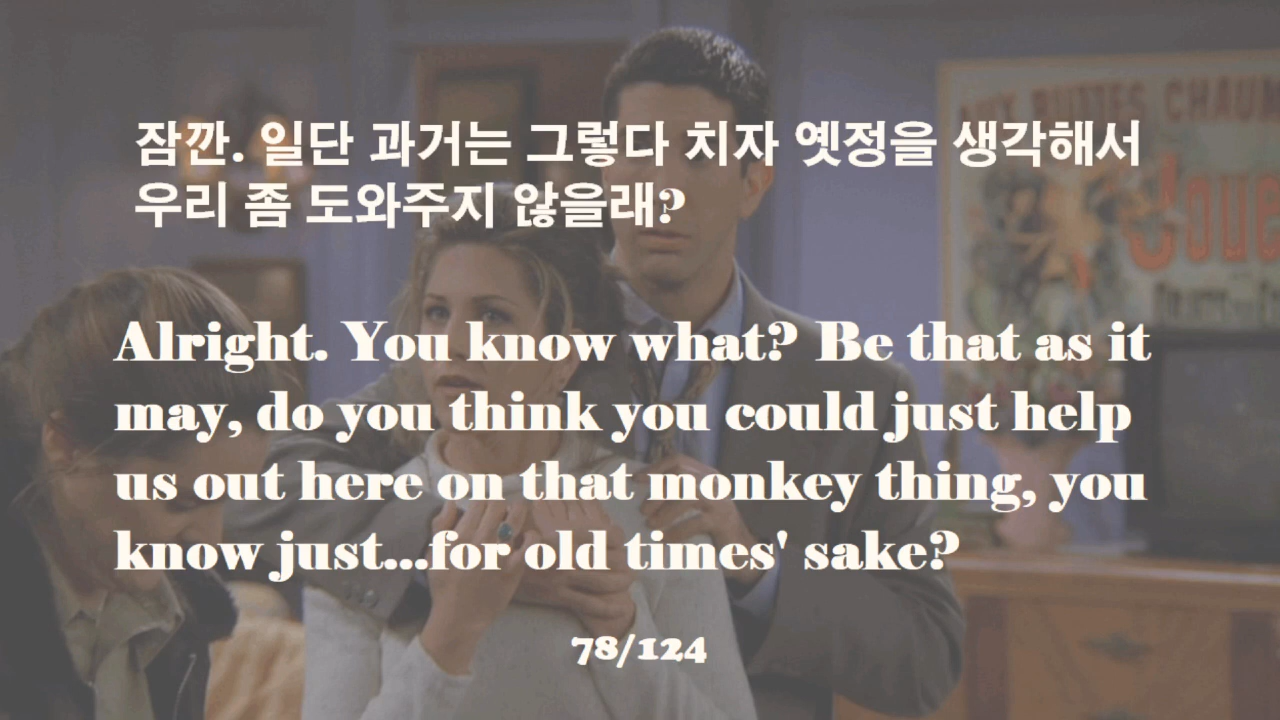 잠깐. 일단 과거는 그렇다 치자 옛정을 생각해서
우리 좀 도와주지 않을래?
Alright. You know what? Be that as it
may, do you think you could just help
us out here on that monkey thing, you
know just...for old times' sake?
78/124